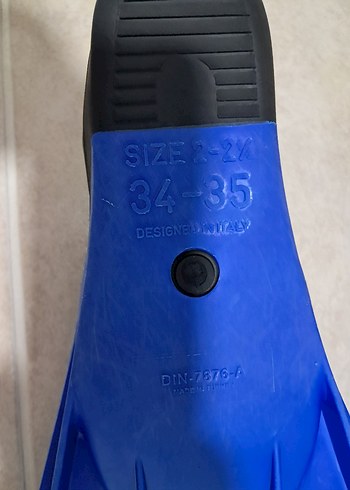 SIZE 2-2½
34-35
DESIGNED IN ITALY
DIN-7876-A